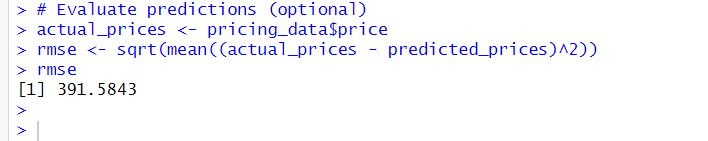 > # Evaluate predictions (optional)
> actual_prices <- pricing_data$price
> rmse <- sqrt(mean((actual_prices - predicted_prices)^2))
> rmse
[1] 391.5843
>
>